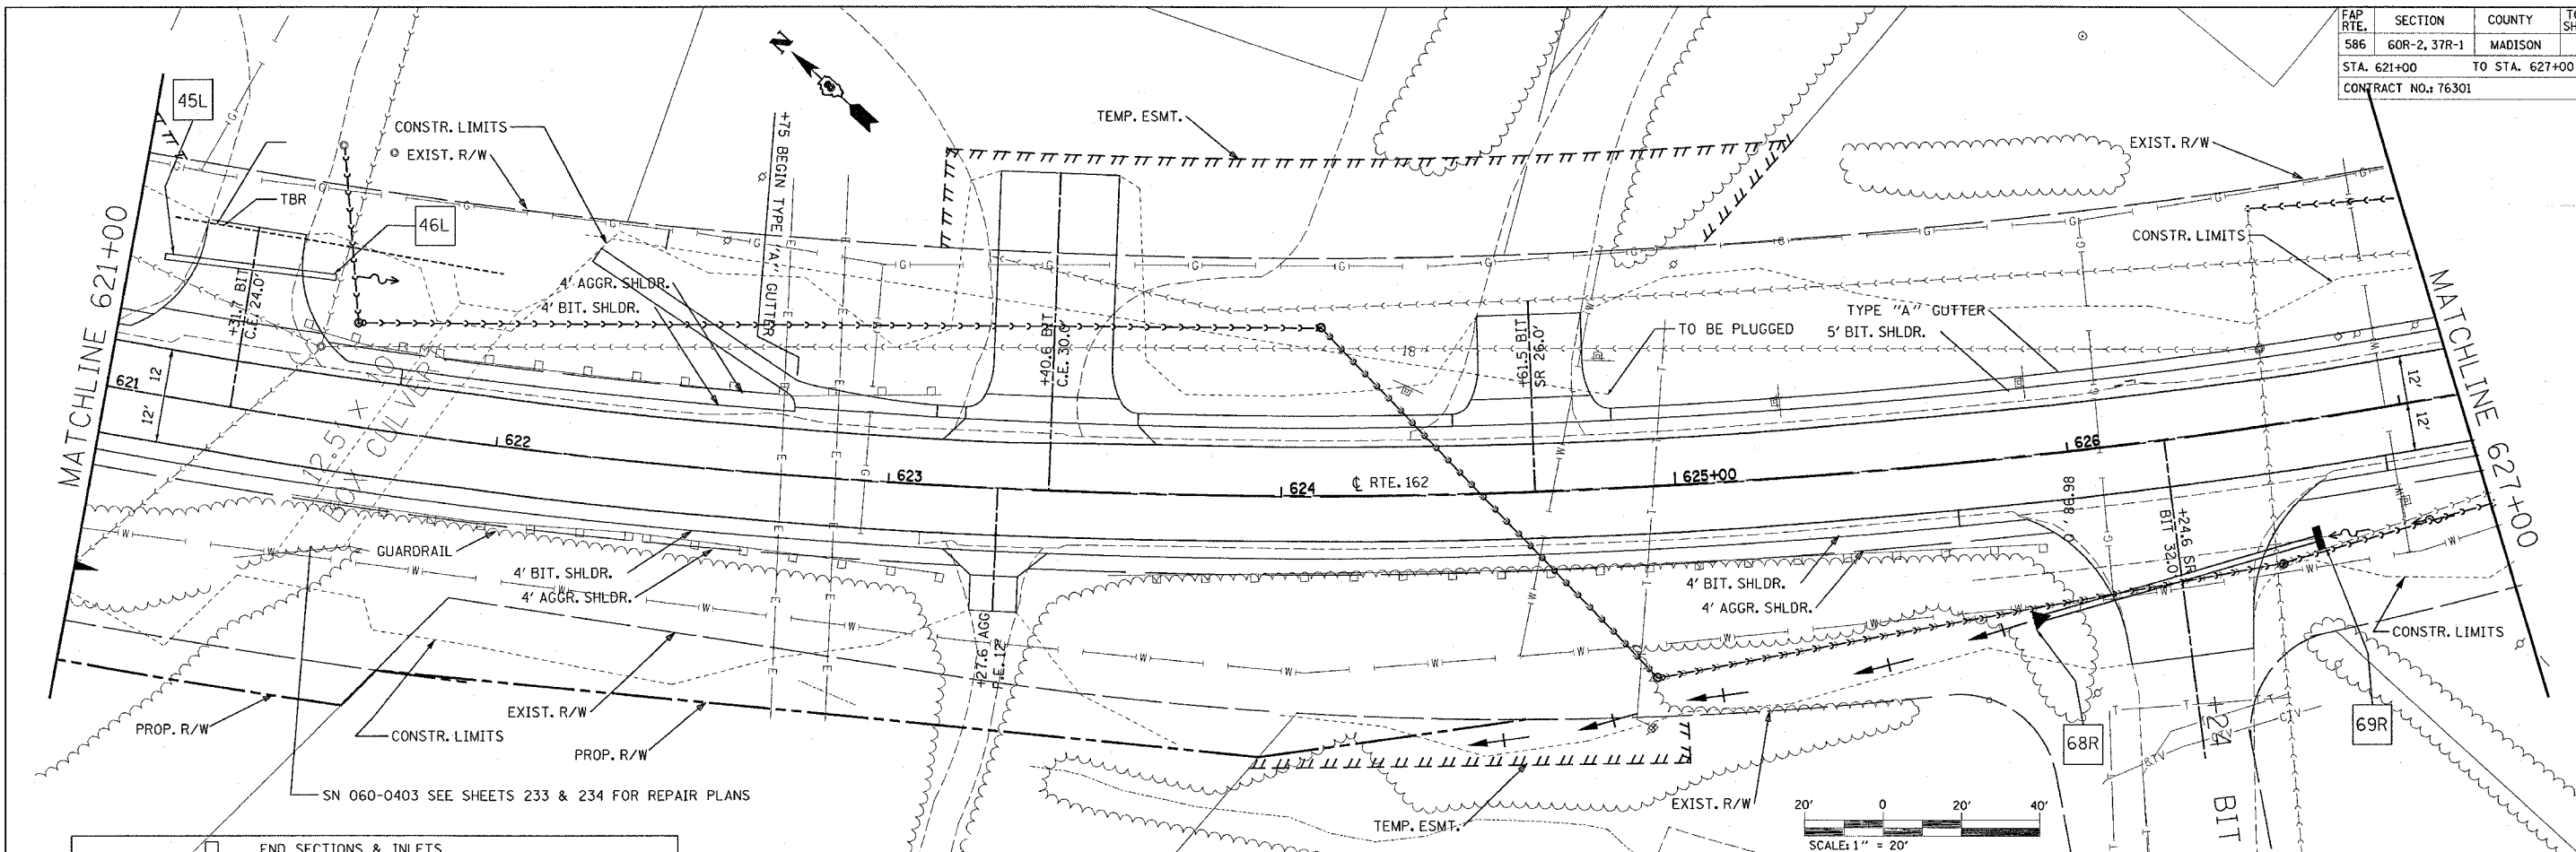 FAP RTE. SECTION COUNTY
586 60R-2, 37R-1 MADISON
STA. 621+00 TO STA. 627+00
CONTRACT NO.: 76301
N
45L
CONSTR. LIMITS
EXIST. R/W
TBR
46L
+75 BEGIN TYPE "A" GUTTER
TEMP. ESMT.
EXIST. R/W
CONSTR. LIMITS
MATCHLINE 621+00
MATCHLINE 627+00
+31.7 BIT
C.E. 24.0'
4' AGGR. SHLDR.
4' BIT. SHLDR.
+40.6 BIT
C.E. 30.0'
+61.5 BIT
SR 26.0'
18
TO BE PLUGGED
TYPE "A" GUTTER
5' BIT. SHLDR.
621
12
12'
12'
12'
12.5 X 10
BOX CULVER
622
623
624
℄ RTE. 162
625+00
626
86.98
+24.6 SR
BIT 32.0'
GUARDRAIL
4' BIT. SHLDR.
4' AGGR. SHLDR.
4' BIT. SHLDR.
4' AGGR. SHLDR.
+27.6 AGG
P.E. 12'
CONSTR. LIMITS
PROP. R/W
EXIST. R/W
CONSTR. LIMITS
PROP. R/W
68R
69R
+24
BIT
SN 060-0403 SEE SHEETS 233 & 234 FOR REPAIR PLANS
TEMP. ESMT.
EXIST. R/W
20' 0 20' 40'
SCALE: 1" = 20'
END SECTIONS & INLETS